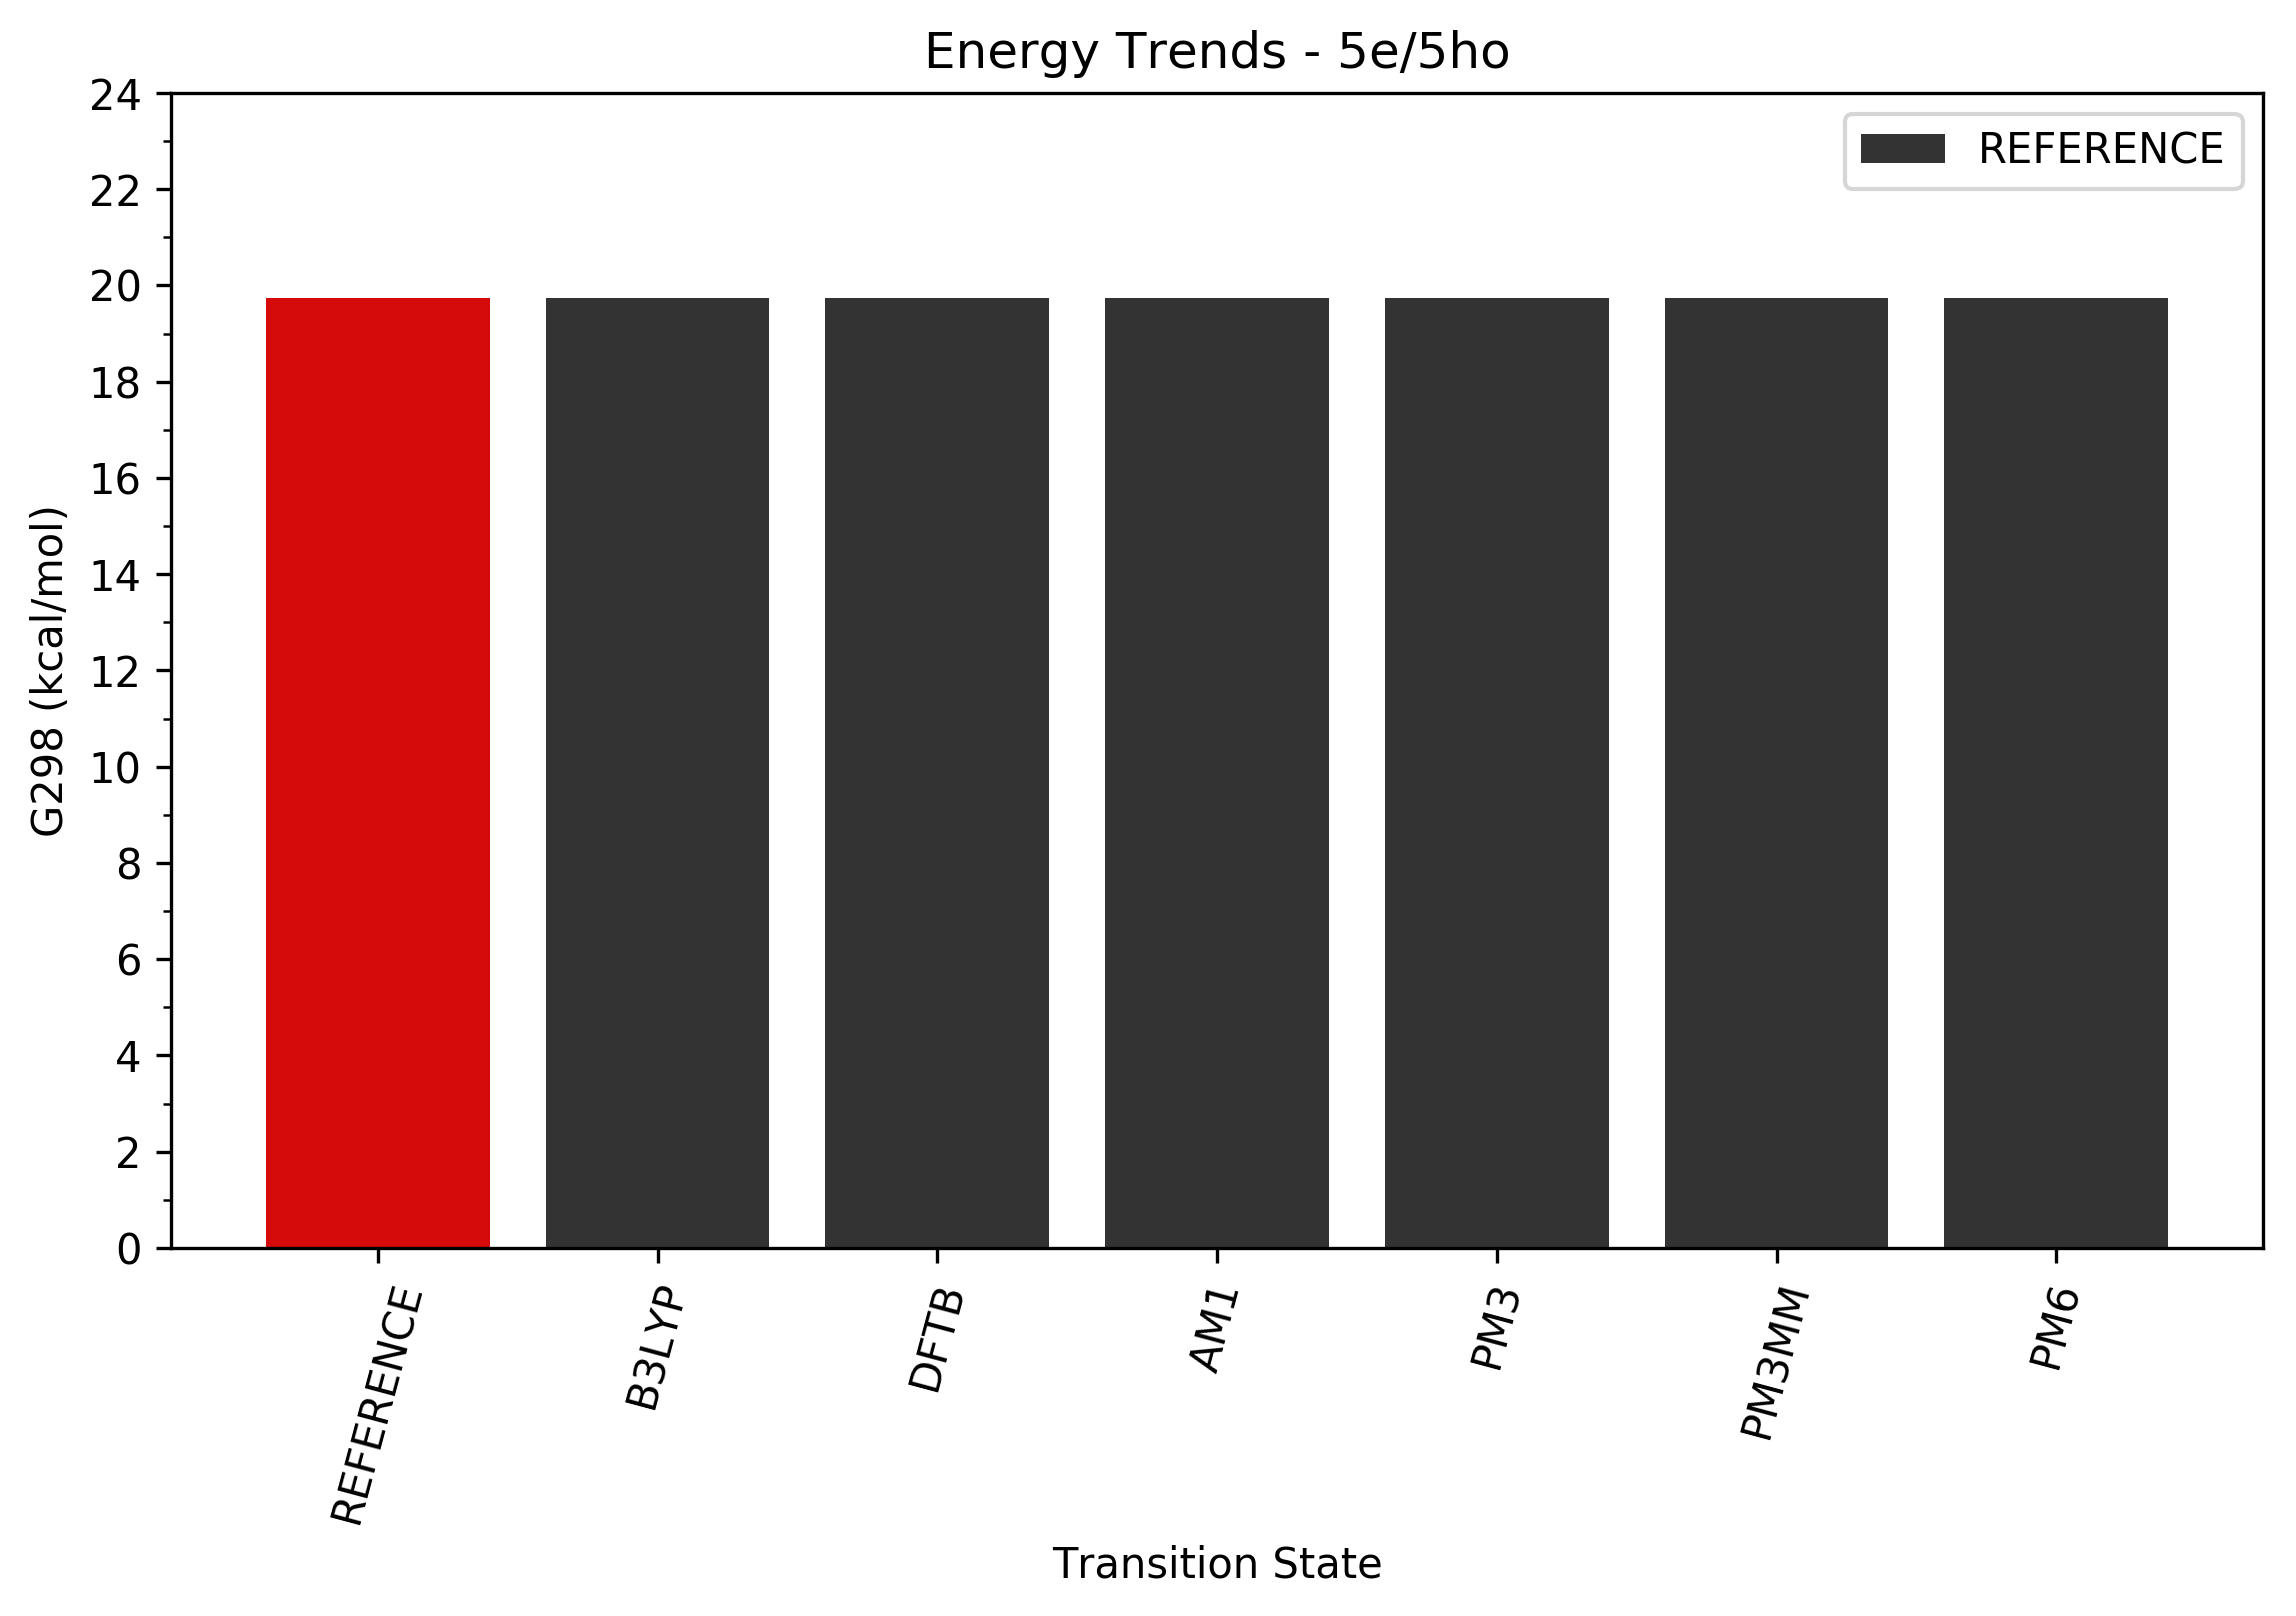 Energy Trends - 5e/5ho
REFERENCE
G298 (kcal/mol)
24
22
20
18
16
14
12
10
8
6
4
2
0
REFERENCE
B3LYP
DFTB
AM1
PM3
PM3MM
PM6
Transition State